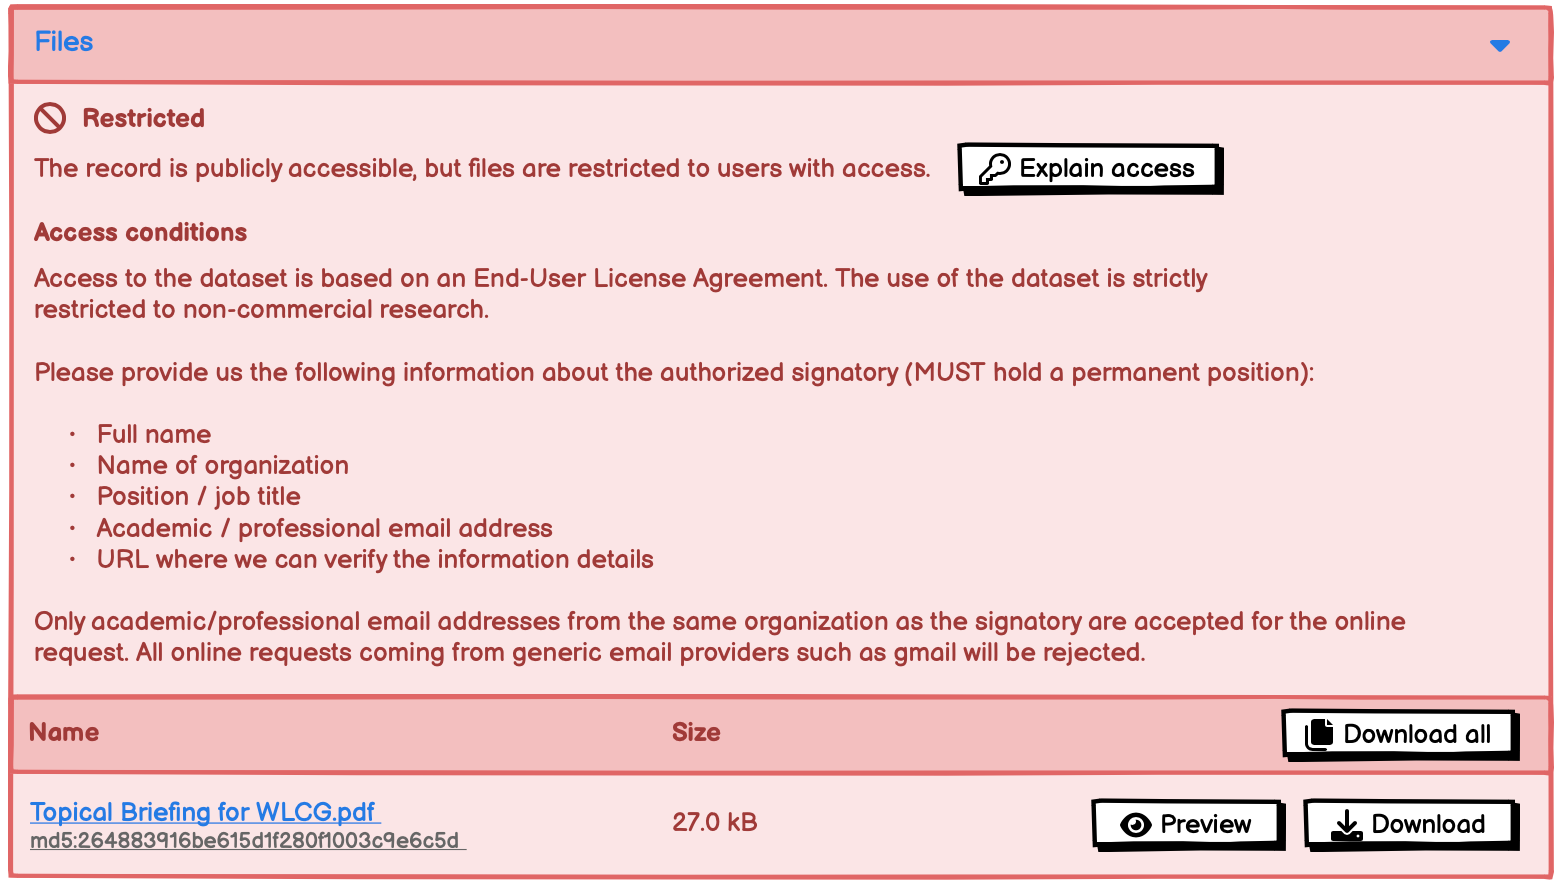 Files
Restricted
The record is publicly accessible, but files are restricted to users with access.
Explain access
Access conditions
Access to the dataset is based on an End-User License Agreement. The use of the dataset is strictly
restricted to non-commercial research.
Please provide us the following information about the authorized signatory (MUST hold a permanent position):
· Full name
· Name of organization
· Position / job title
· Academic / professional email address
· URL where we can verify the information details
Only academic/professional email addresses from the same organization as the signatory are accepted for the online
request. All online requests coming from generic email providers such as gmail will be rejected.
Name Size Download all
Topical Briefing for WLCG.pdf
md5:264883916be615d1f280f1003c9e6c5d
27.0 kB
Preview
Download